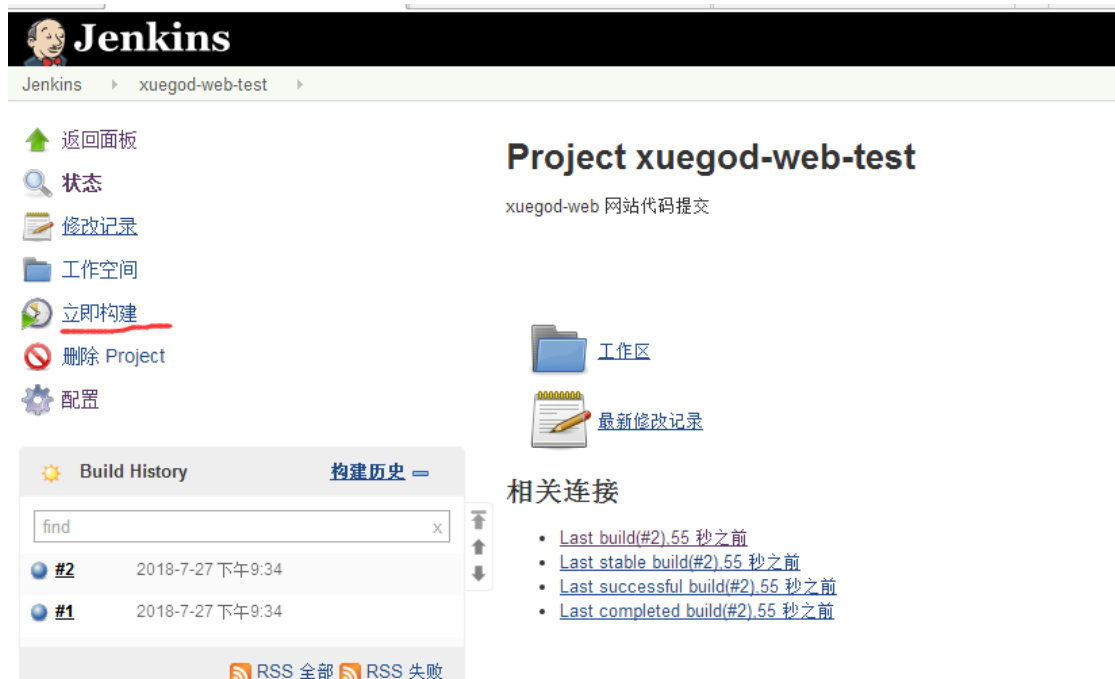 Jenkins
Jenkins xuegod-web-test
返回面板
状态
修改记录
工作空间
立即构建
删除 Project
配置
Build History 构建历史
find x
#2 2018-7-27 下午9:34
#1 2018-7-27 下午9:34
RSS 全部 RSS 失败
Project xuegod-web-test
xuegod-web 网站代码提交
工作区
最新修改记录
相关连接
Last build(#2),55 秒之前
Last stable build(#2),55 秒之前
Last successful build(#2),55 秒之前
Last completed build(#2),55 秒之前